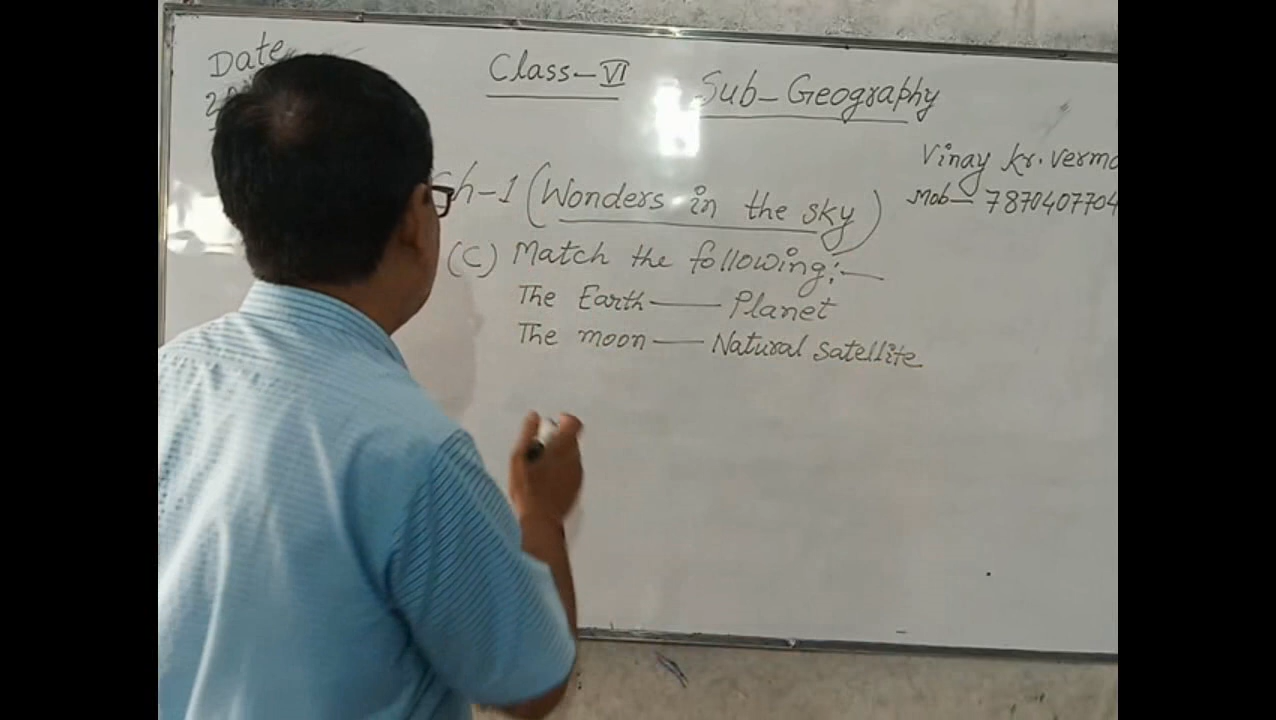 Date
Class-VI
Sub-Geography
Vinay Kr. Verma
Mob- 7870407704
Ch-1 (Wonders in the sky)
(C) Match the following:-
The Earth — Planet
The moon — Natural Satellite